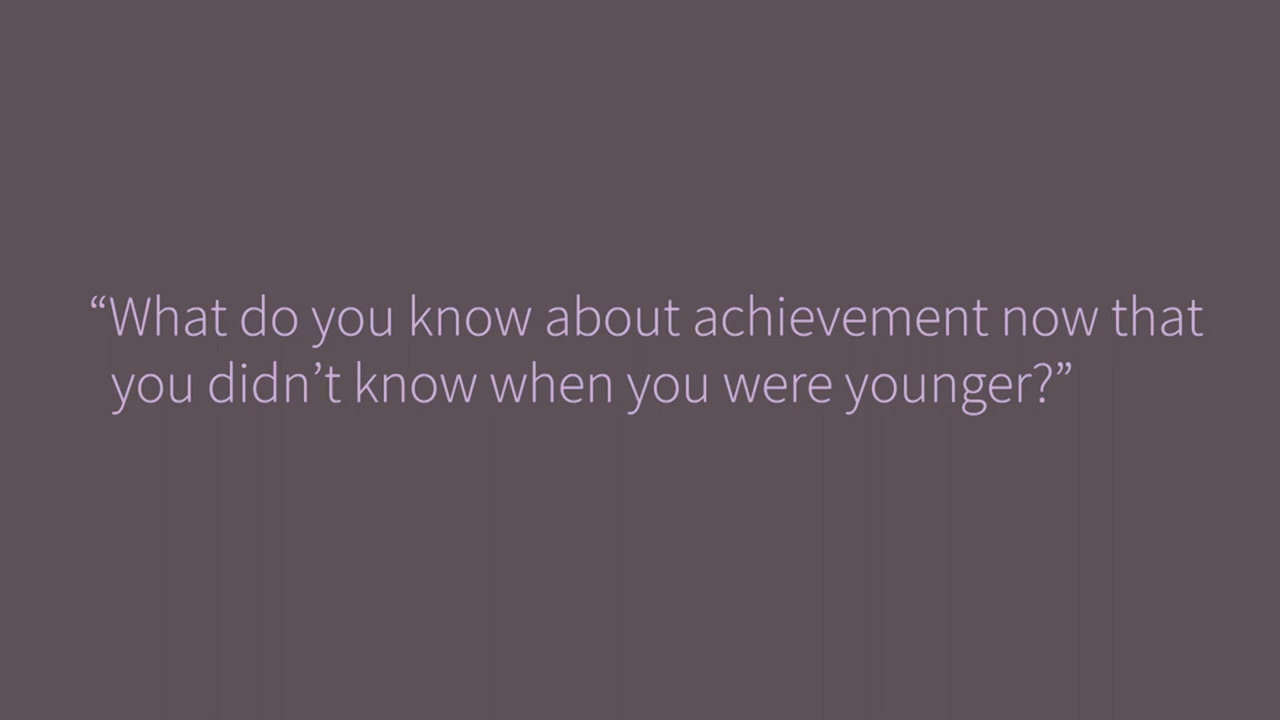 “What do you know about achievement now that
you didn’t know when you were younger?”